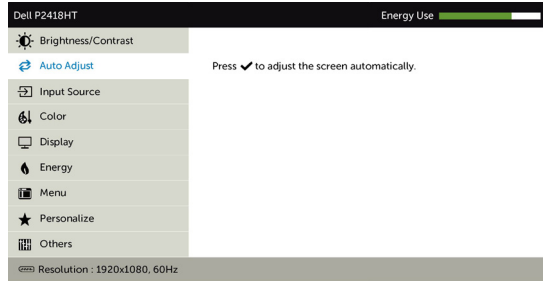 Dell P2418HT Energy Use
Brightness/Contrast
Auto Adjust Press ✔ to adjust the screen automatically.
Input Source
Color
Display
Energy
Menu
Personalize
Others
Resolution : 1920x1080, 60Hz